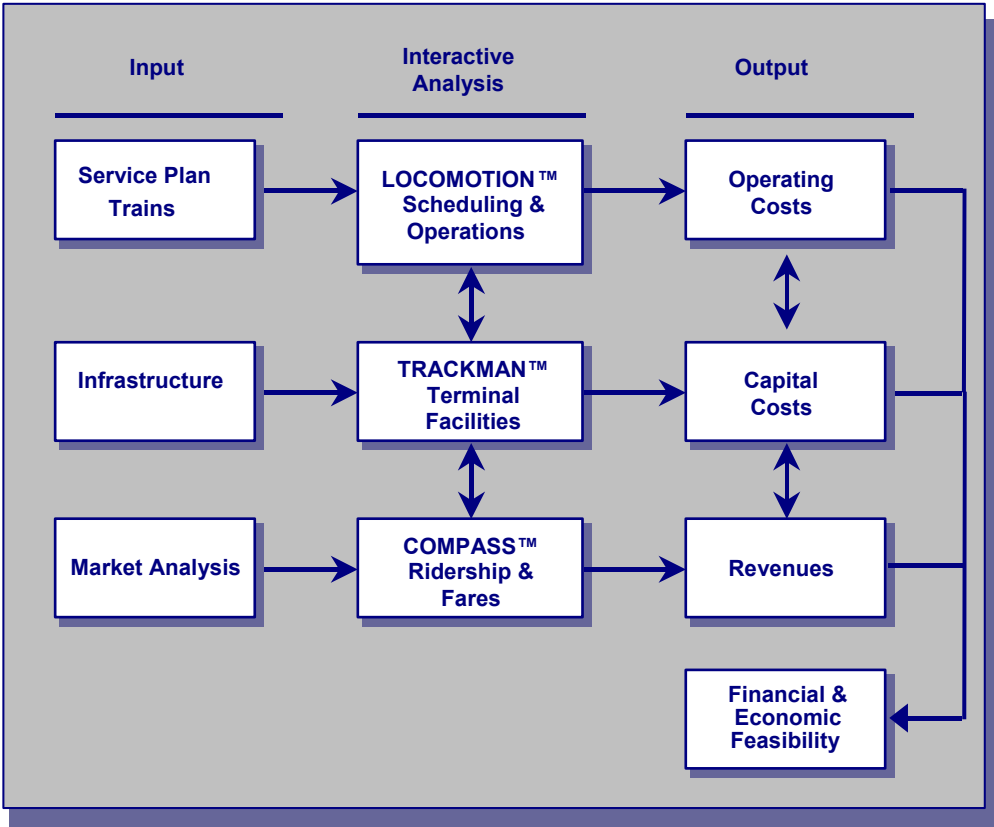 Input
Interactive
Analysis
Output
Service Plan
Trains
LOCOMOTION™
Scheduling &
Operations
Operating
Costs
Infrastructure
TRACKMAN™
Terminal
Facilities
Capital
Costs
Market Analysis
COMPASS™
Ridership &
Fares
Revenues
Financial &
Economic
Feasibility